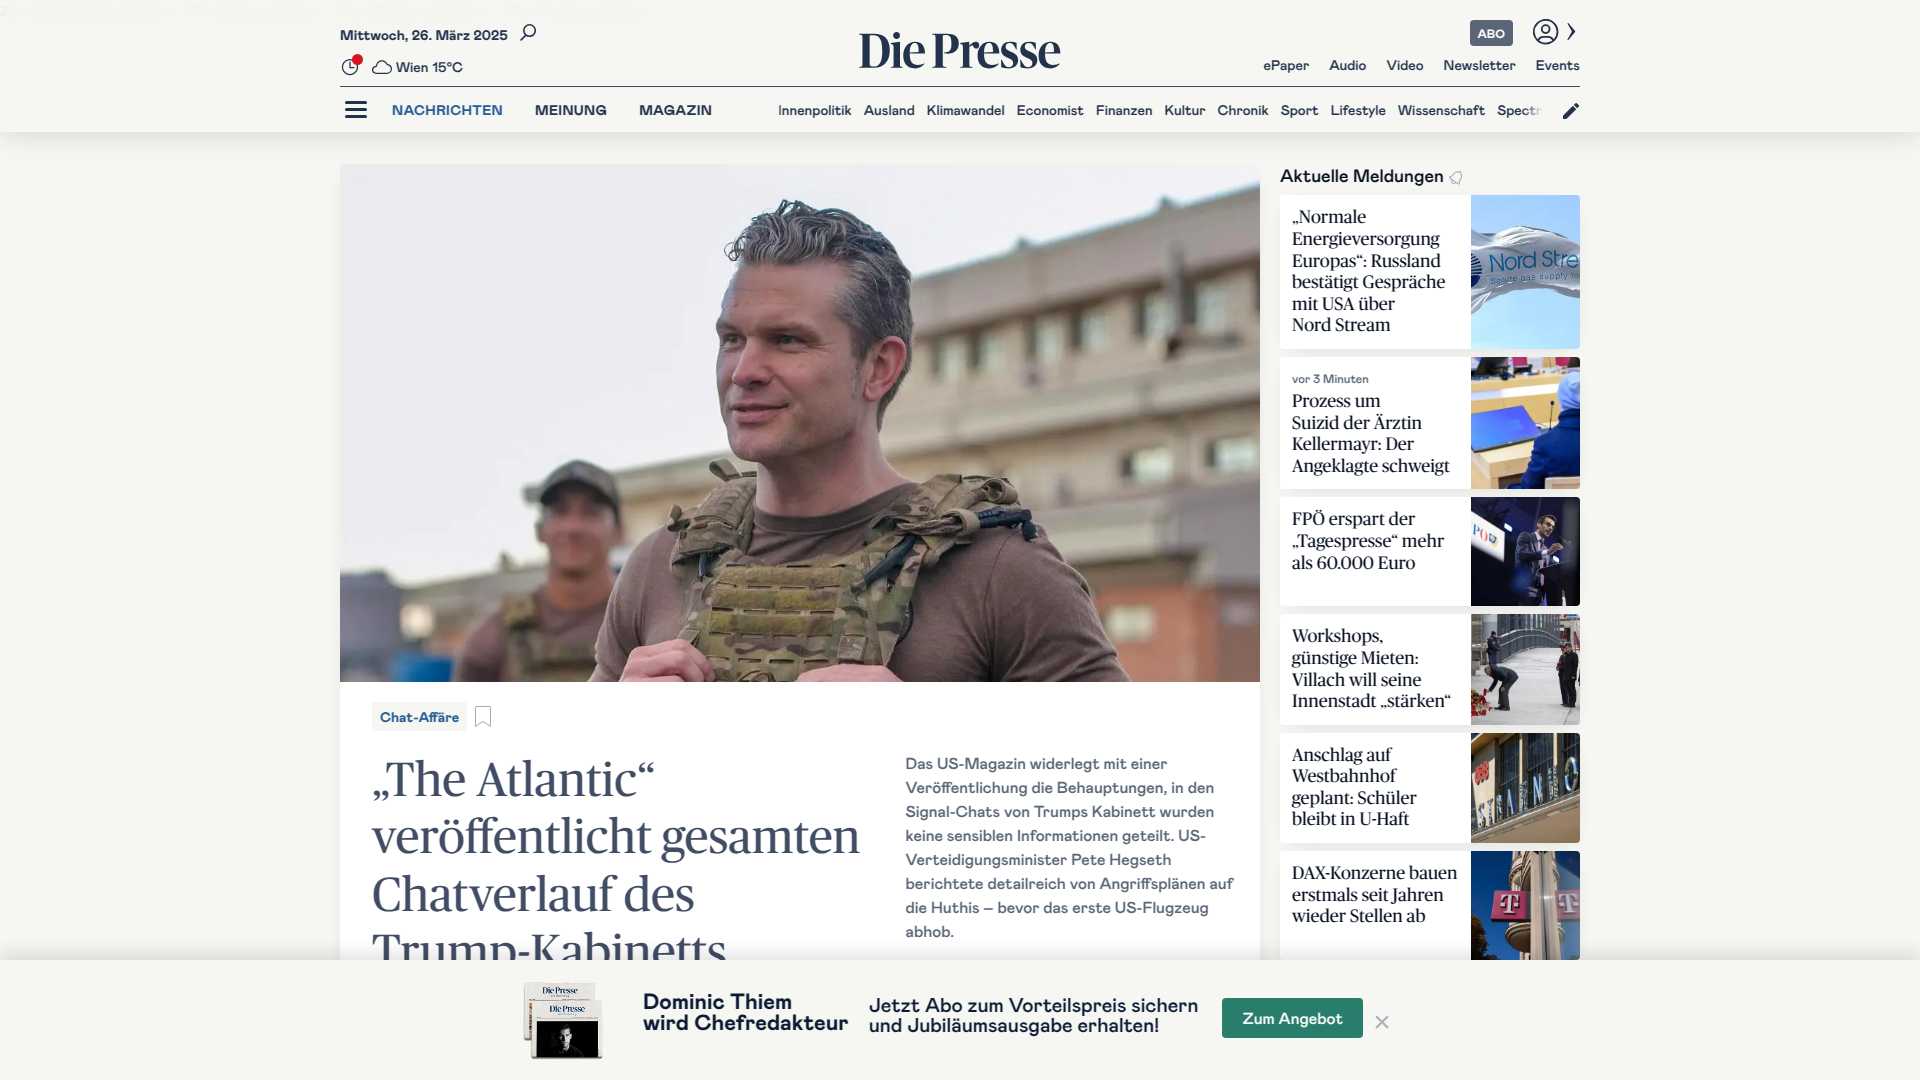 Mittwoch, 26. März 2025
Wien 15°C
Die Presse
ABO
ePaper Audio Video Newsletter Events
NACHRICHTEN MEINUNG MAGAZIN
Innenpolitik Ausland Klimawandel Economist Finanzen Kultur Chronik Sport Lifestyle Wissenschaft Spectr
Chat-Affäre
„The Atlantic“
veröffentlicht gesamten
Chatverlauf des
Trump-Kabinetts
Das US-Magazin widerlegt mit einer
Veröffentlichung die Behauptungen, in den
Signal-Chats von Trumps Kabinett wurden
keine sensiblen Informationen geteilt. US-
Verteidigungsminister Pete Hegseth
berichtete detailreich von Angriffsplänen auf
die Huthis – bevor das erste US-Flugzeug
abhob.
Aktuelle Meldungen
„Normale
Energieversorgung
Europas“: Russland
bestätigt Gespräche
mit USA über
Nord Stream
Nord Stre
vor 3 Minuten
Prozess um
Suizid der Ärztin
Kellermayr: Der
Angeklagte schweigt
FPÖ erspart der
„Tagespresse“ mehr
als 60.000 Euro
PÖ
Workshops,
günstige Mieten:
Villach will seine
Innenstadt „stärken“
Anschlag auf
Westbahnhof
geplant: Schüler
bleibt in U-Haft
DAX-Konzerne bauen
erstmals seit Jahren
wieder Stellen ab
T T
Die Presse
Die Presse
Dominic Thiem
wird Chefredakteur
Jetzt Abo zum Vorteilspreis sichern
und Jubiläumsausgabe erhalten!
Zum Angebot